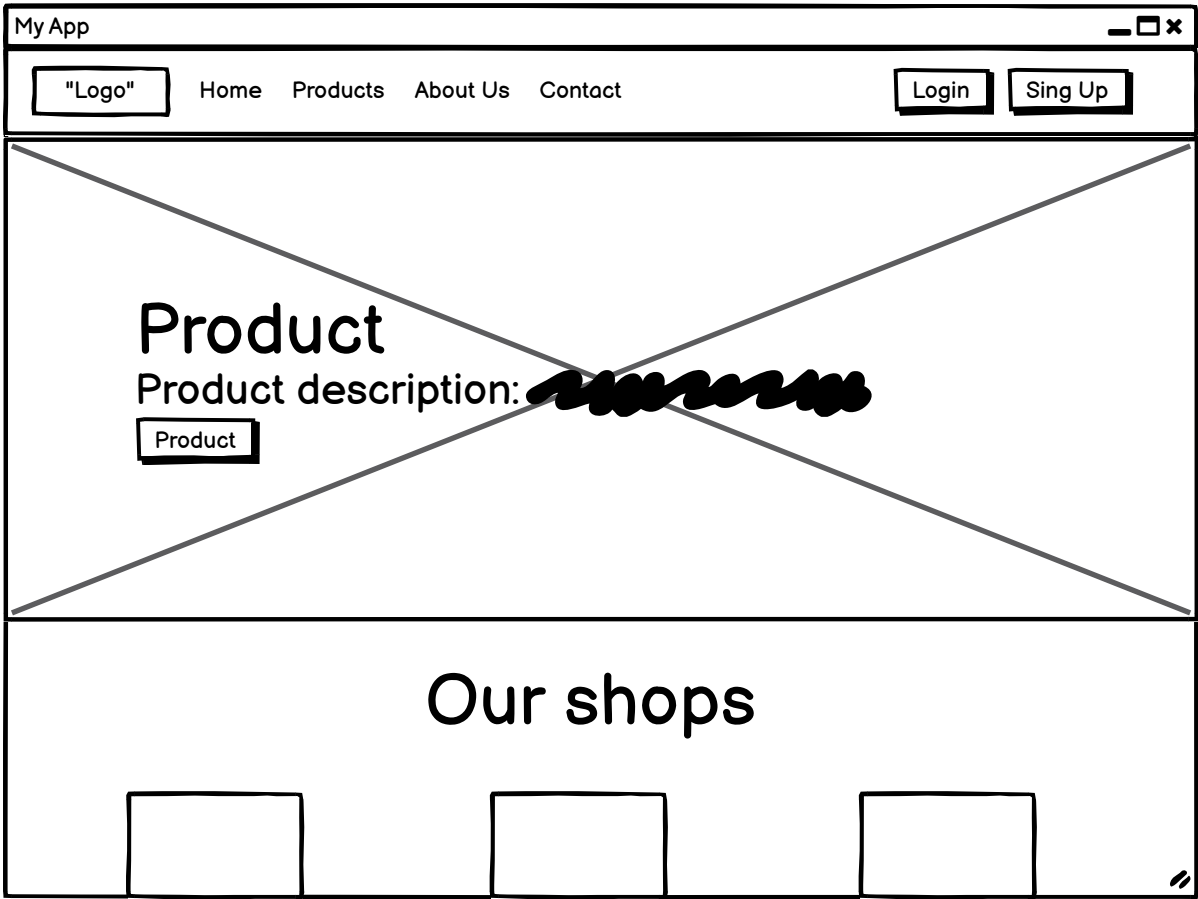 My App
"Logo" Home Products About Us Contact Login Sing Up
Product
Product description:
Product
Our shops